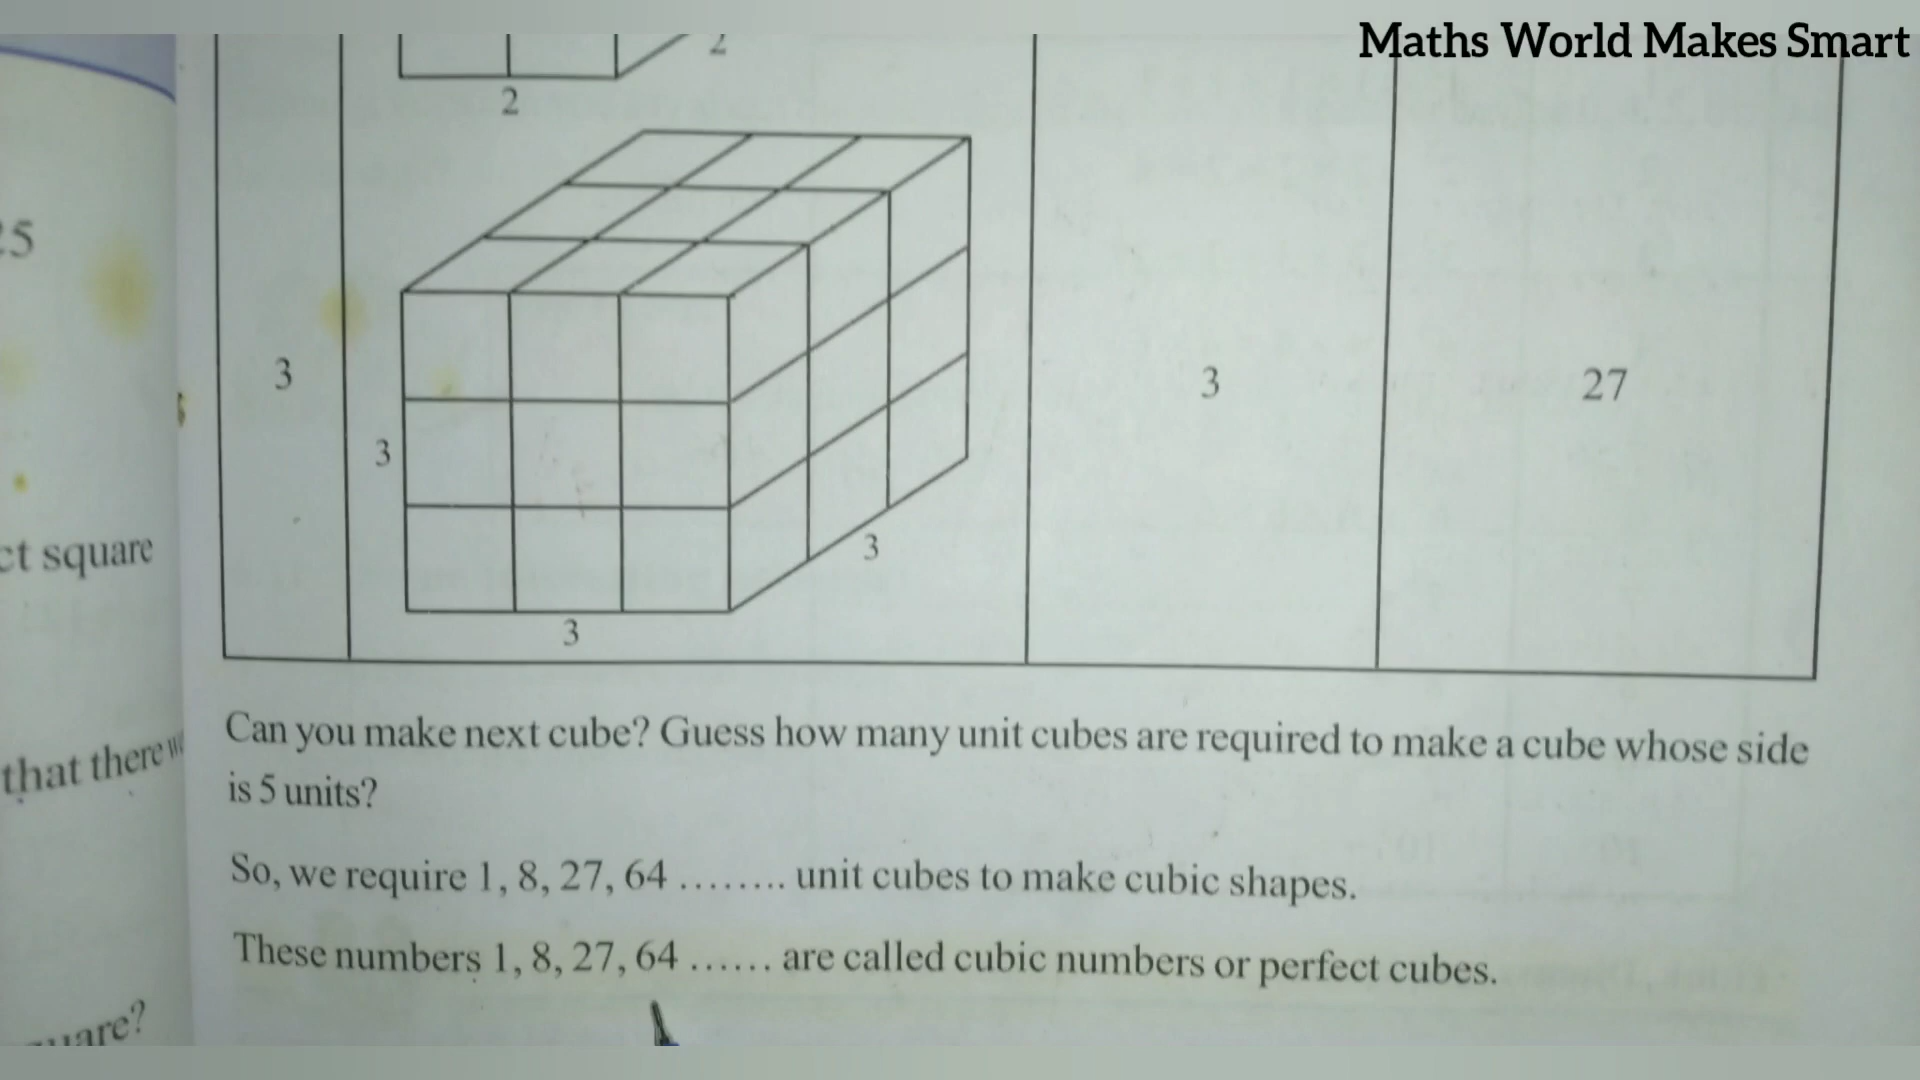 Maths World Makes Smart
2
2
25
3
3
3
3
3
27
ct square
that there
Can you make next cube? Guess how many unit cubes are required to make a cube whose side
is 5 units?
So, we require 1, 8, 27, 64 ........ unit cubes to make cubic shapes.
These numbers 1, 8, 27, 64 ...... are called cubic numbers or perfect cubes.
uare?